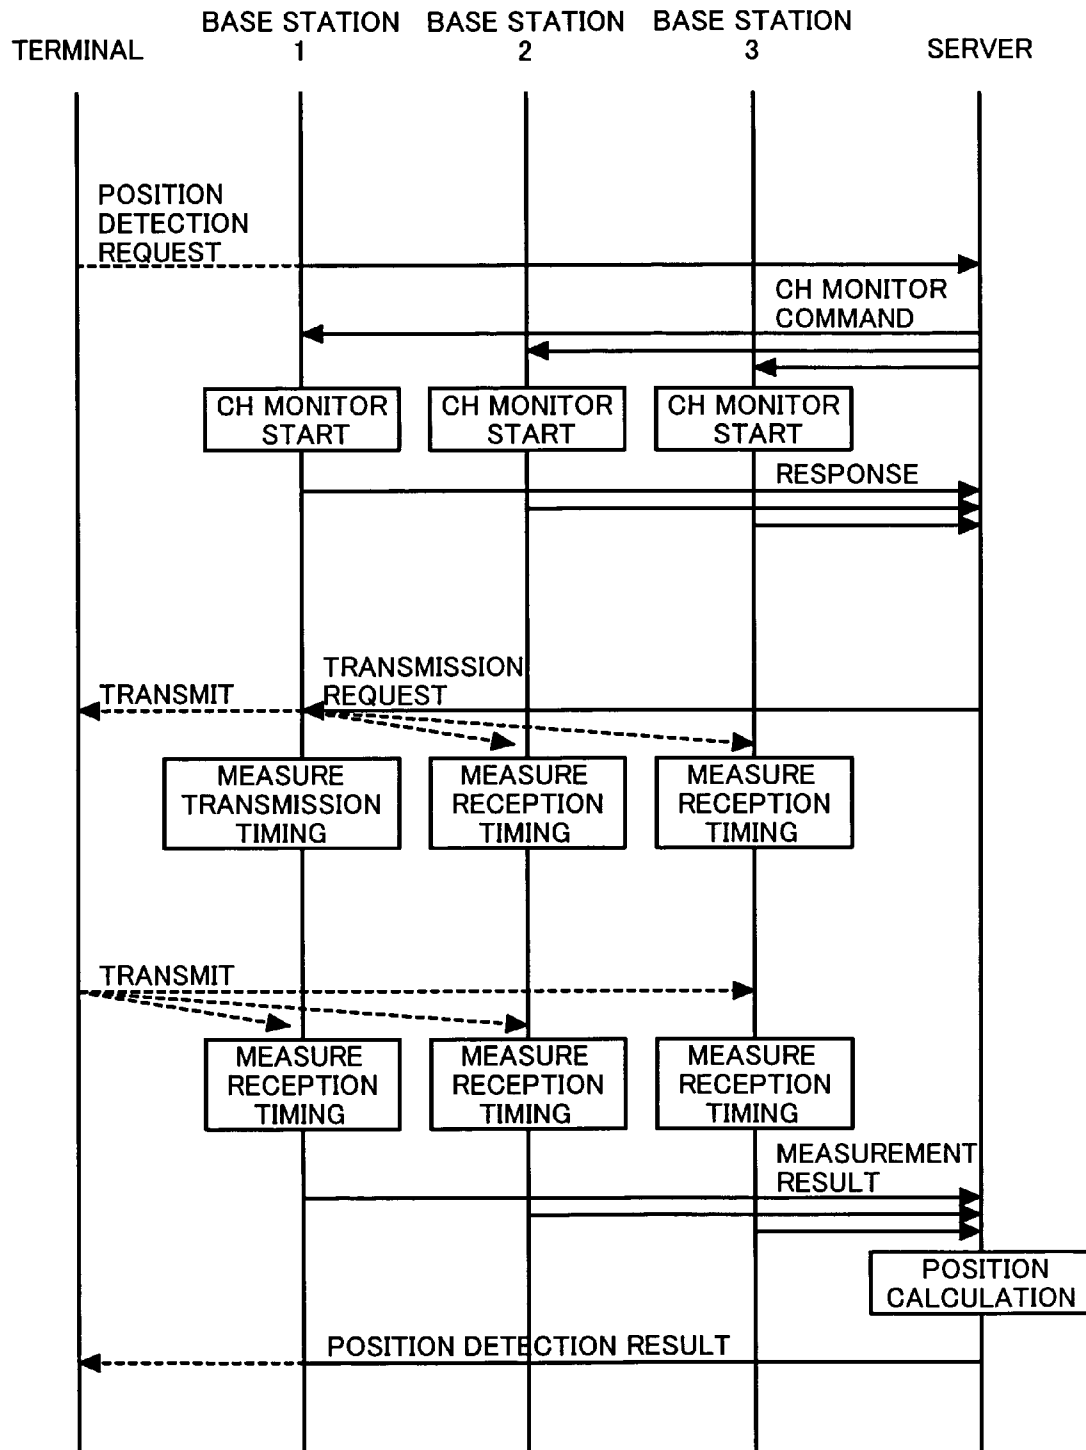 BASE STATION BASE STATION BASE STATION
TERMINAL 1 2 3 SERVER
POSITION
DETECTION
REQUEST
CH MONITOR
COMMAND
CH MONITOR
START
CH MONITOR
START
CH MONITOR
START
RESPONSE
TRANSMISSION
REQUEST
TRANSMIT
MEASURE
TRANSMISSION
TIMING
MEASURE
RECEPTION
TIMING
MEASURE
RECEPTION
TIMING
TRANSMIT
MEASURE
RECEPTION
TIMING
MEASURE
RECEPTION
TIMING
MEASURE
RECEPTION
TIMING
MEASUREMENT
RESULT
POSITION
CALCULATION
POSITION DETECTION RESULT